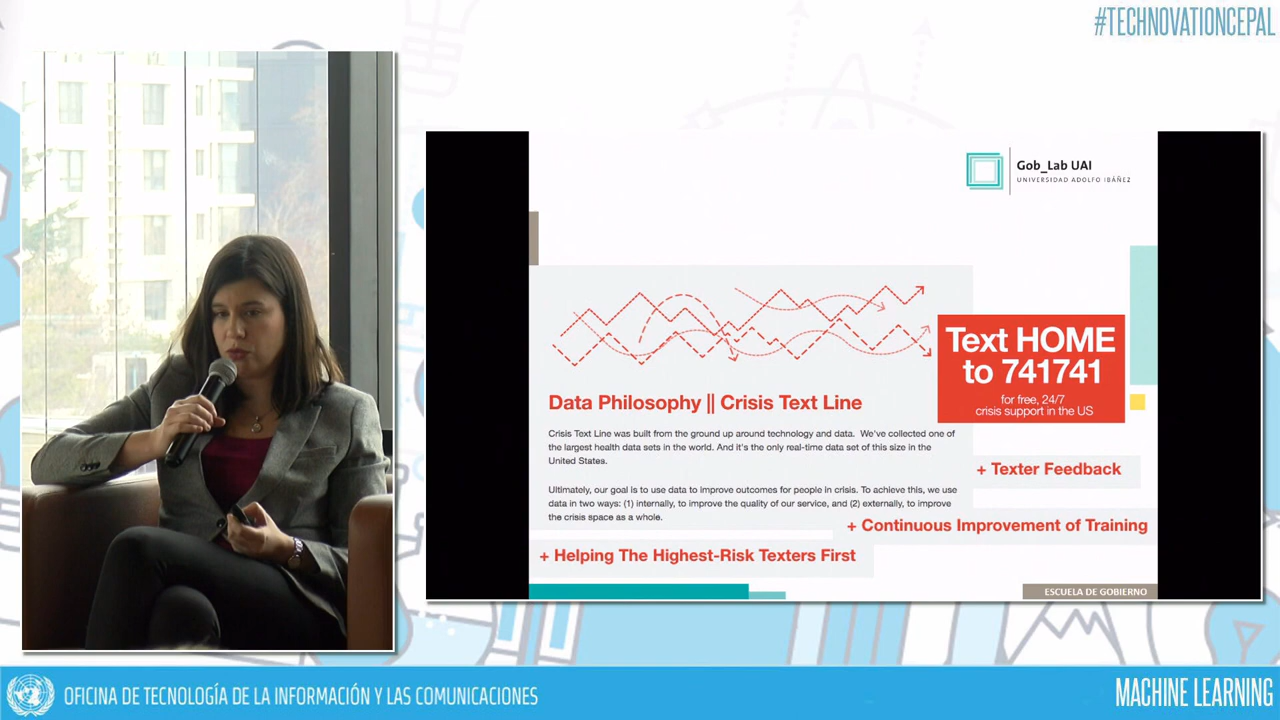 #TECHNOVATIONCEPAL
Gob_Lab UAI
UNIVERSIDAD ADOLFO IBÁÑEZ
Text HOME
to 741741
for free, 24/7
crisis support in the US
Data Philosophy || Crisis Text Line
Crisis Text Line was built from the ground up around technology and data. We've collected one of
the largest health data sets in the world. And it's the only real-time data set of this size in the
United States.
Ultimately, our goal is to use data to improve outcomes for people in crisis. To achieve this, we use
data in two ways: (1) internally, to improve the quality of our service, and (2) externally, to improve
the crisis space as a whole.
+ Texter Feedback
+ Continuous Improvement of Training
+ Helping The Highest-Risk Texters First
ESCUELA DE GOBIERNO
OFICINA DE TECNOLOGÍA DE LA INFORMACIÓN Y LAS COMUNICACIONES
MACHINE LEARNING